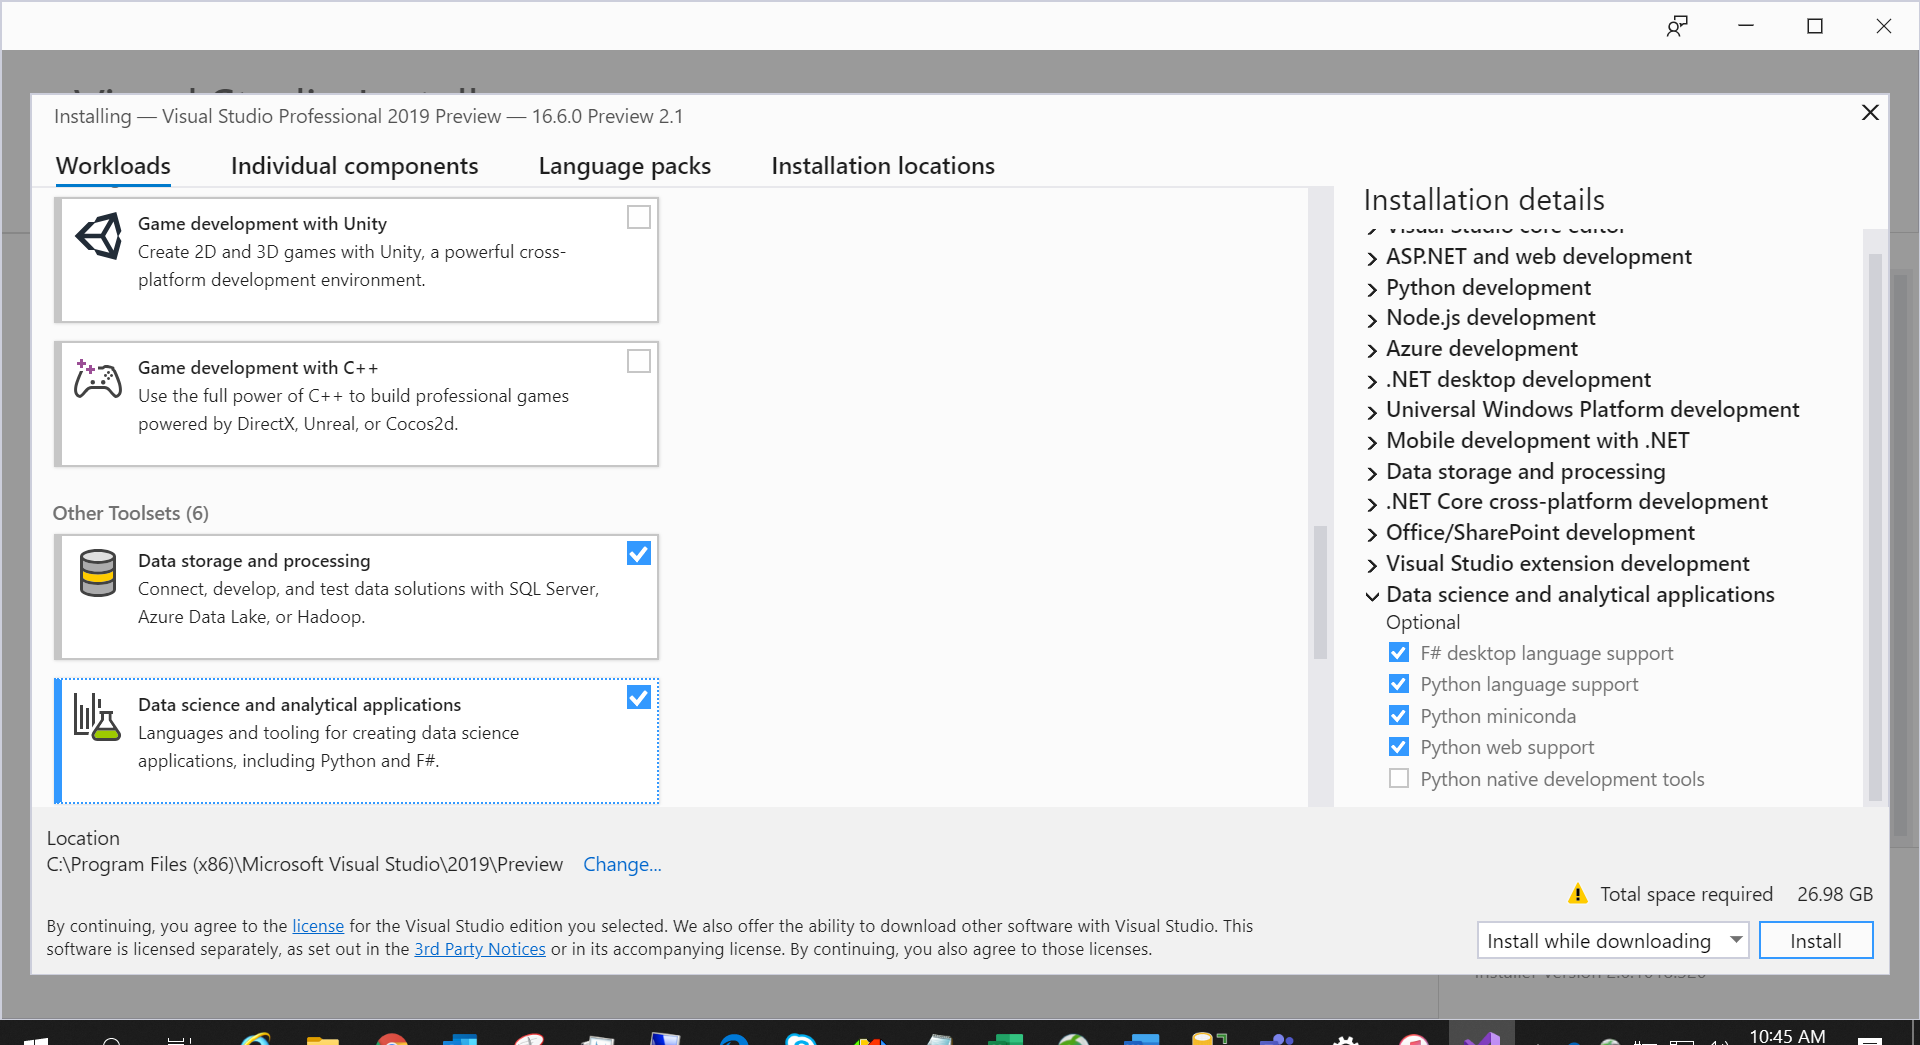 Installing — Visual Studio Professional 2019 Preview — 16.6.0 Preview 2.1
Workloads
Individual components
Language packs
Installation locations
Game development with Unity
Create 2D and 3D games with Unity, a powerful cross-
platform development environment.
Game development with C++
Use the full power of C++ to build professional games
powered by DirectX, Unreal, or Cocos2d.
Other Toolsets (6)
Data storage and processing
Connect, develop, and test data solutions with SQL Server,
Azure Data Lake, or Hadoop.
Data science and analytical applications
Languages and tooling for creating data science
applications, including Python and F#.
Installation details
Visual Studio core editor
ASP.NET and web development
Python development
Node.js development
Azure development
.NET desktop development
Universal Windows Platform development
Mobile development with .NET
Data storage and processing
.NET Core cross-platform development
Office/SharePoint development
Visual Studio extension development
Data science and analytical applications
Optional
F# desktop language support
Python language support
Python miniconda
Python web support
Python native development tools
Location
C:\Program Files (x86)\Microsoft Visual Studio\2019\Preview
Change...
Total space required 26.98 GB
By continuing, you agree to the license for the Visual Studio edition you selected. We also offer the ability to download other software with Visual Studio. This
software is licensed separately, as set out in the 3rd Party Notices or in its accompanying license. By continuing, you also agree to those licenses.
Install while downloading
Install
10:45 AM